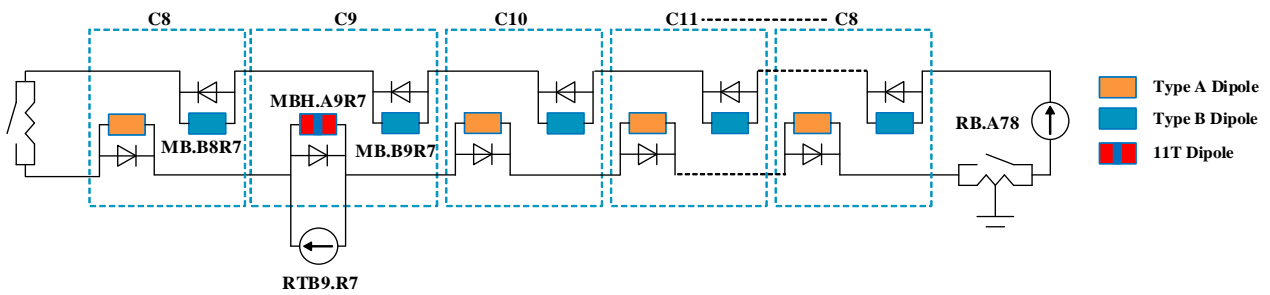 C8
C9
C10
C11
C8
MBH.A9R7
MB.B8R7
MB.B9R7
RB.A78
RTB9.R7
Type A Dipole
Type B Dipole
11T Dipole